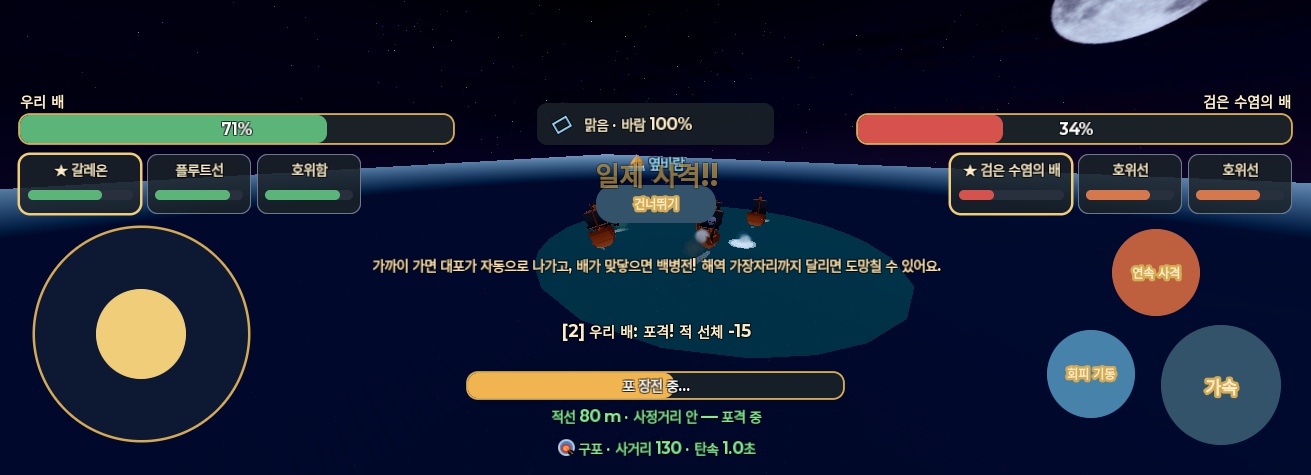 우리 배
검은 수염의 배
71%
맑음 · 바람 100%
34%
★ 갈레온
플루트선
호위함
옆바람
일제 사격!!
건너뛰기
★ 검은 수염의 배
호위선
호위선
가까이 가면 대포가 자동으로 나가고, 배가 맞닿으면 백병전! 해역 가장자리까지 달리면 도망칠 수 있어요.
연속 사격
[2] 우리 배: 포격! 적 선체 -15
회피 기동
가속
포 장전 중...
적선 80 m · 사정거리 안 — 포격 중
구포 · 사거리 130 · 탄속 1.0초